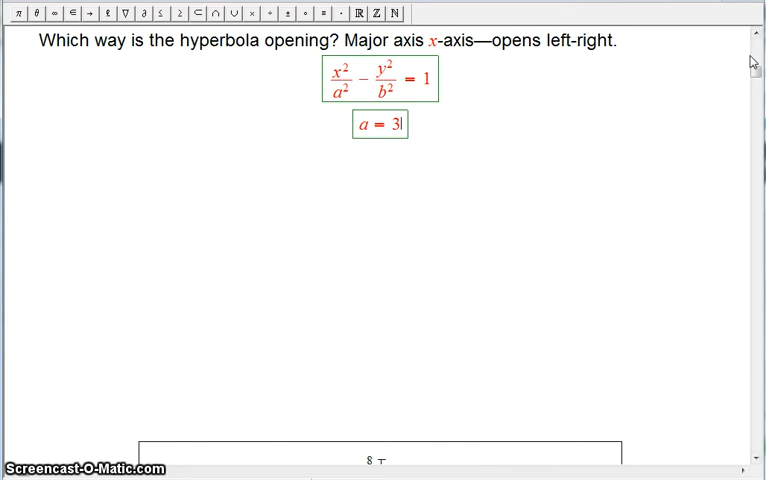 π θ ∞ ∈ → ℓ ∇ ∂ ≤ ≥ ⊂ ∩ ∪ × ÷ ± ∘ ≡ · ℝ ℤ ℕ
Which way is the hyperbola opening? Major axis x-axis—opens left-right.
x²/a² − y²/b² = 1
a = 3
8
Screencast-O-Matic.com